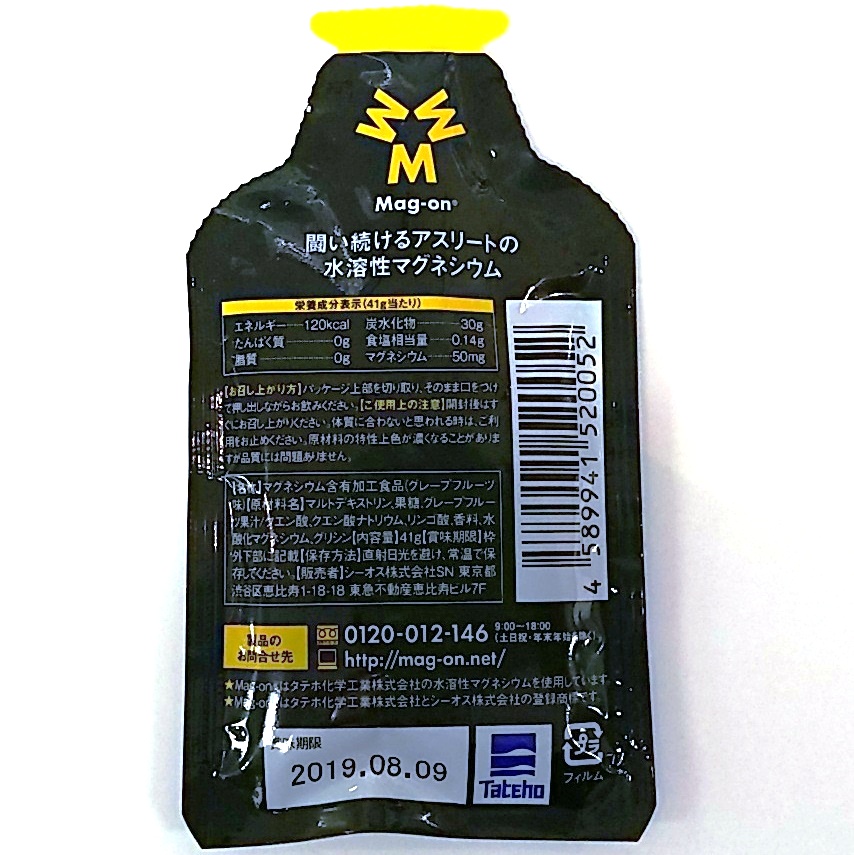 Mag-on®
闘い続けるアスリートの
水溶性マグネシウム
栄養成分表示(41g当たり)
エネルギー 120kcal 炭水化物 30g
たんぱく質 0g 食塩相当量 0.14g
脂質 0g マグネシウム 50mg
【お召し上がり方】パッケージ上部を切り取り、そのまま口をつけ
て押出しながらお飲みください。【ご使用上の注意】開封後はす
ぐにお召し上がりください。体質に合わないと思われる時は、ご利
用をお止めください。原材料の特性上色が濃くなることがありま
すが品質には問題ありません。
【名称】マグネシウム含有加工食品(グレープフルーツ
味)【原材料名】マルトデキストリン、果糖、グレープフルー
ツ果汁/クエン酸、クエン酸ナトリウム、リンゴ酸、香料、水
酸化マグネシウム、グリシン【内容量】41g【賞味期限】枠
外下部に記載【保存方法】直射日光を避け、常温で保
存してください。【販売者】シーオス株式会社SN 東京都
渋谷区恵比寿1-18-18 東急不動産恵比寿ビル7F
4 589941 520052
製品の
お問合せ先
0120-012-146 9:00〜18:00
(土日祝・年末年始を除く)
http://mag-on.net/
★Mag-onはタテホ化学工業株式会社の水溶性マグネシウムを使用しています
★Mag-onはタテホ化学工業株式会社とシーオス株式会社の登録商標です
賞味期限
2019.08.09
Tateho
プラ
フィルム